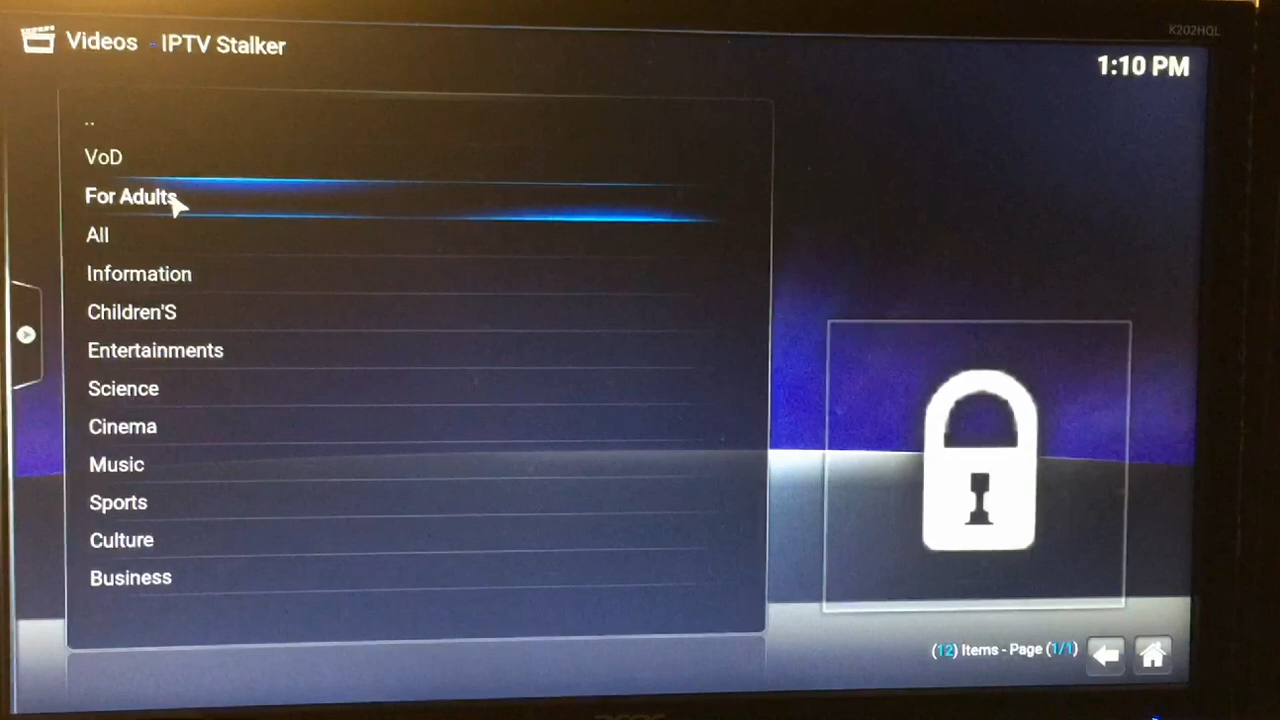 Videos - IPTV Stalker
K202HQL
1:10 PM
..
VoD
For Adults
All
Information
Children'S
Entertainments
Science
Cinema
Music
Sports
Culture
Business
(12) Items - Page (1/1)